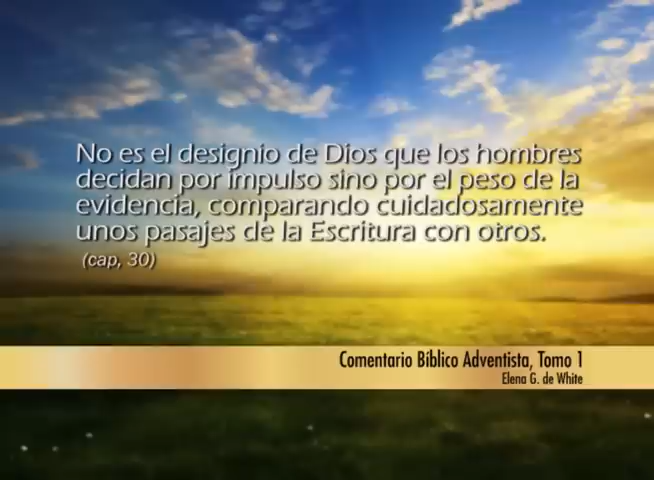 No es el designio de Dios que los hombres
decidan por impulso sino por el peso de la
evidencia, comparando cuidadosamente
unos pasajes de la Escritura con otros.
(cap, 30)
Comentario Bíblico Adventista, Tomo 1
Elena G. de White